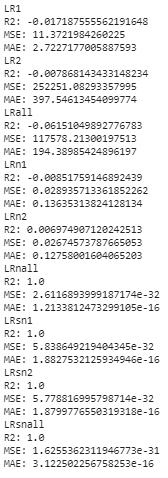 LR1
R2: -0.017187555562191648
MSE: 11.3721984260225
MAE: 2.7227177005887593
LR2
R2: -0.007868143433148234
MSE: 252251.08293357995
MAE: 397.54613454099774
LRall
R2: -0.06151049892776783
MSE: 117578.21300197513
MAE: 194.38985424896197
LRn1
R2: -0.00851759146892439
MSE: 0.028935713361852262
MAE: 0.13635313824128134
LRn2
R2: 0.006974907120242513
MSE: 0.02674573787665053
MAE: 0.12758001604065203
LRnall
R2: 1.0
MSE: 2.6116893999187174e-32
MAE: 1.2133812473299105e-16
LRsn1
R2: 1.0
MSE: 5.838649219404345e-32
MAE: 1.8827532125934946e-16
LRsn2
R2: 1.0
MSE: 5.778816995798714e-32
MAE: 1.8799776550319318e-16
LRsnall
R2: 1.0
MSE: 1.6255362311946773e-31
MAE: 3.122502256758253e-16